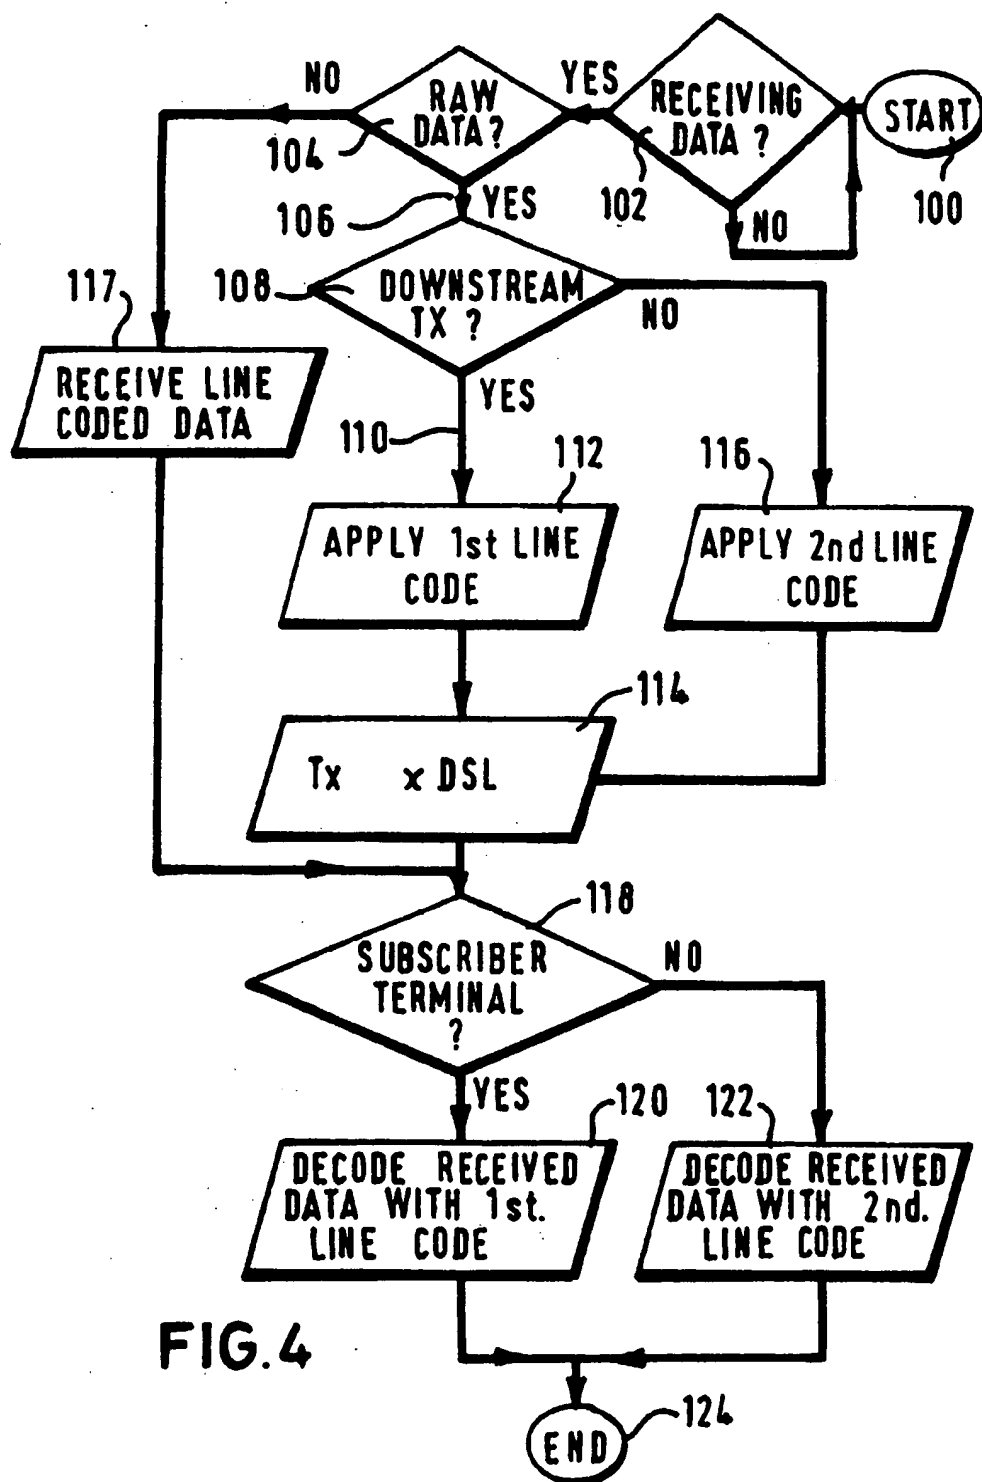 START
100
RECEIVING
DATA ?
102
YES
NO
RAW
DATA?
104
NO
106
YES
108
DOWNSTREAM
TX ?
NO
YES
110
117
RECEIVE LINE
CODED DATA
112
APPLY 1st LINE
CODE
116
APPLY 2nd LINE
CODE
114
Tx x DSL
118
SUBSCRIBER
TERMINAL
?
NO
YES
120
DECODE RECEIVED
DATA WITH 1st.
LINE CODE
122
DECODE RECEIVED
DATA WITH 2nd.
LINE CODE
FIG.4
END
124